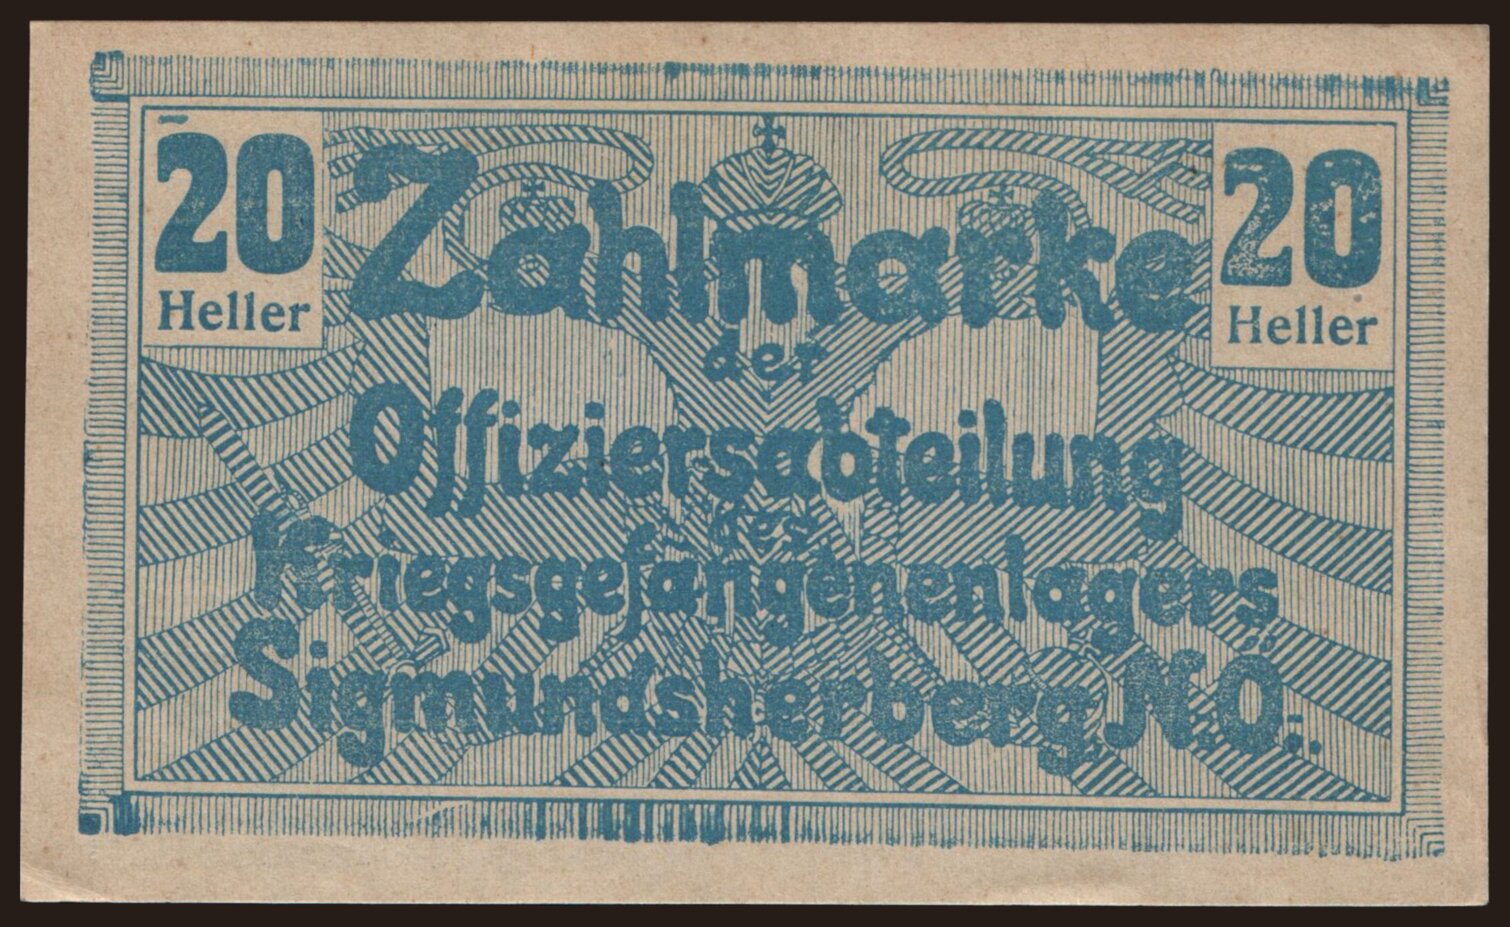 20
Heller
Zahlmarke
20
Heller
der
Offiziersabteilung
des
Kriegsgefangenenlagers
Sigmundsherberg N.Ö.